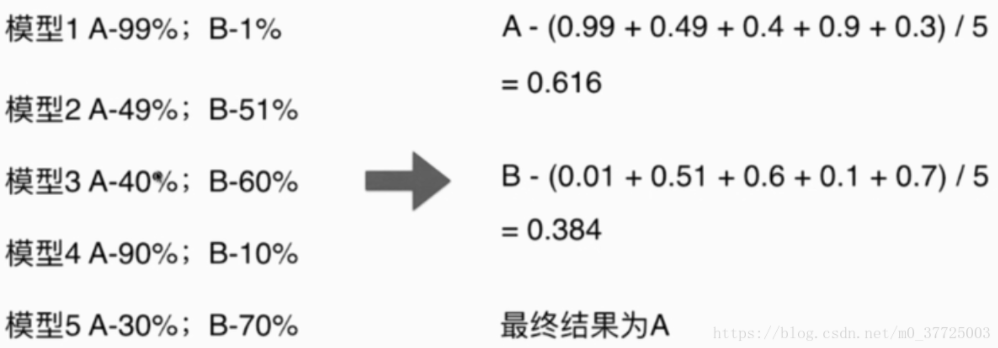 模型1 A-99%；B-1%
模型2 A-49%；B-51%
模型3 A-40%；B-60%
模型4 A-90%；B-10%
模型5 A-30%；B-70%
A - (0.99 + 0.49 + 0.4 + 0.9 + 0.3) / 5
= 0.616
B - (0.01 + 0.51 + 0.6 + 0.1 + 0.7) / 5
= 0.384
最终结果为A
https://blog.csdn.net/m0_37725003